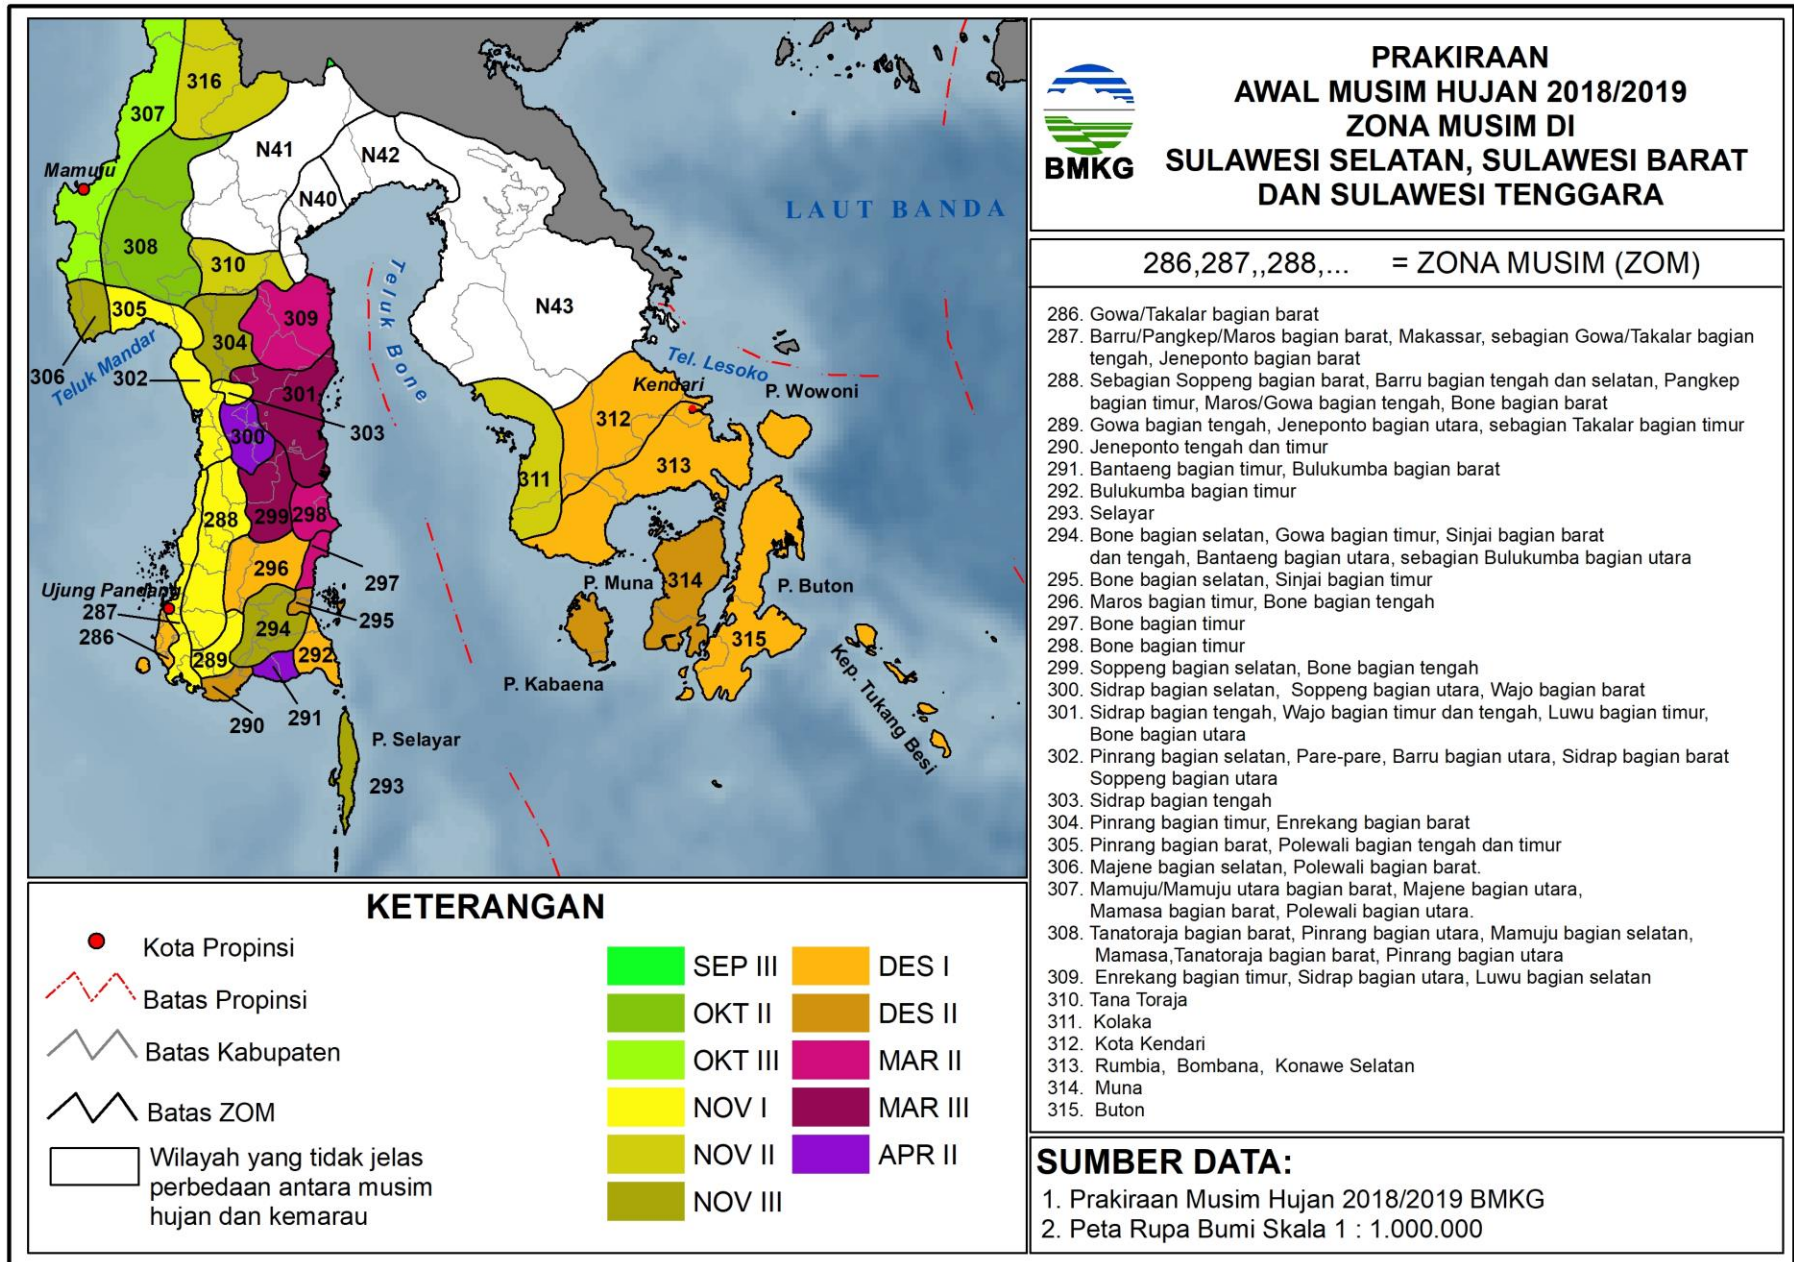 316
307
N41
N42
Mamuju
N40
LAUT BANDA
308
310
Teluk Bone
N43
305
309
304
Teluk Mandar
306
302
Tel. Lesoko
301
Kendari
P. Wowoni
312
303
300
313
311
288
299
298
296
297
P. Muna
314
P. Buton
Ujung Pandang
287
295
294
286
315
289
292
Kep. Tukang Besi
P. Kabaena
290
291
P. Selayar
293
BMKG
PRAKIRAAN
AWAL MUSIM HUJAN 2018/2019
ZONA MUSIM DI
SULAWESI SELATAN, SULAWESI BARAT
DAN SULAWESI TENGGARA
286,287,,288,... = ZONA MUSIM (ZOM)
286. Gowa/Takalar bagian barat
287. Barru/Pangkep/Maros bagian barat, Makassar, sebagian Gowa/Takalar bagian
tengah, Jeneponto bagian barat
288. Sebagian Soppeng bagian barat, Barru bagian tengah dan selatan, Pangkep
bagian timur, Maros/Gowa bagian tengah, Bone bagian barat
289. Gowa bagian tengah, Jeneponto bagian utara, sebagian Takalar bagian timur
290. Jeneponto tengah dan timur
291. Bantaeng bagian timur, Bulukumba bagian barat
292. Bulukumba bagian timur
293. Selayar
294. Bone bagian selatan, Gowa bagian timur, Sinjai bagian barat
dan tengah, Bantaeng bagian utara, sebagian Bulukumba bagian utara
295. Bone bagian selatan, Sinjai bagian timur
296. Maros bagian timur, Bone bagian tengah
297. Bone bagian timur
298. Bone bagian timur
299. Soppeng bagian selatan, Bone bagian tengah
300. Sidrap bagian selatan, Soppeng bagian utara, Wajo bagian barat
301. Sidrap bagian tengah, Wajo bagian timur dan tengah, Luwu bagian timur,
Bone bagian utara
302. Pinrang bagian selatan, Pare-pare, Barru bagian utara, Sidrap bagian barat
Soppeng bagian utara
303. Sidrap bagian tengah
304. Pinrang bagian timur, Enrekang bagian barat
305. Pinrang bagian barat, Polewali bagian tengah dan timur
306. Majene bagian selatan, Polewali bagian barat.
307. Mamuju/Mamuju utara bagian barat, Majene bagian utara,
Mamasa bagian barat, Polewali bagian utara.
308. Tanatoraja bagian barat, Pinrang bagian utara, Mamuju bagian selatan,
Mamasa,Tanatoraja bagian barat, Pinrang bagian utara
309. Enrekang bagian timur, Sidrap bagian utara, Luwu bagian selatan
310. Tana Toraja
311. Kolaka
312. Kota Kendari
313. Rumbia, Bombana, Konawe Selatan
314. Muna
315. Buton
KETERANGAN
Kota Propinsi
Batas Propinsi
Batas Kabupaten
Batas ZOM
Wilayah yang tidak jelas
perbedaan antara musim
hujan dan kemarau
SEP III
OKT II
OKT III
NOV I
NOV II
NOV III
DES I
DES II
MAR II
MAR III
APR II
SUMBER DATA:
1. Prakiraan Musim Hujan 2018/2019 BMKG
2. Peta Rupa Bumi Skala 1 : 1.000.000